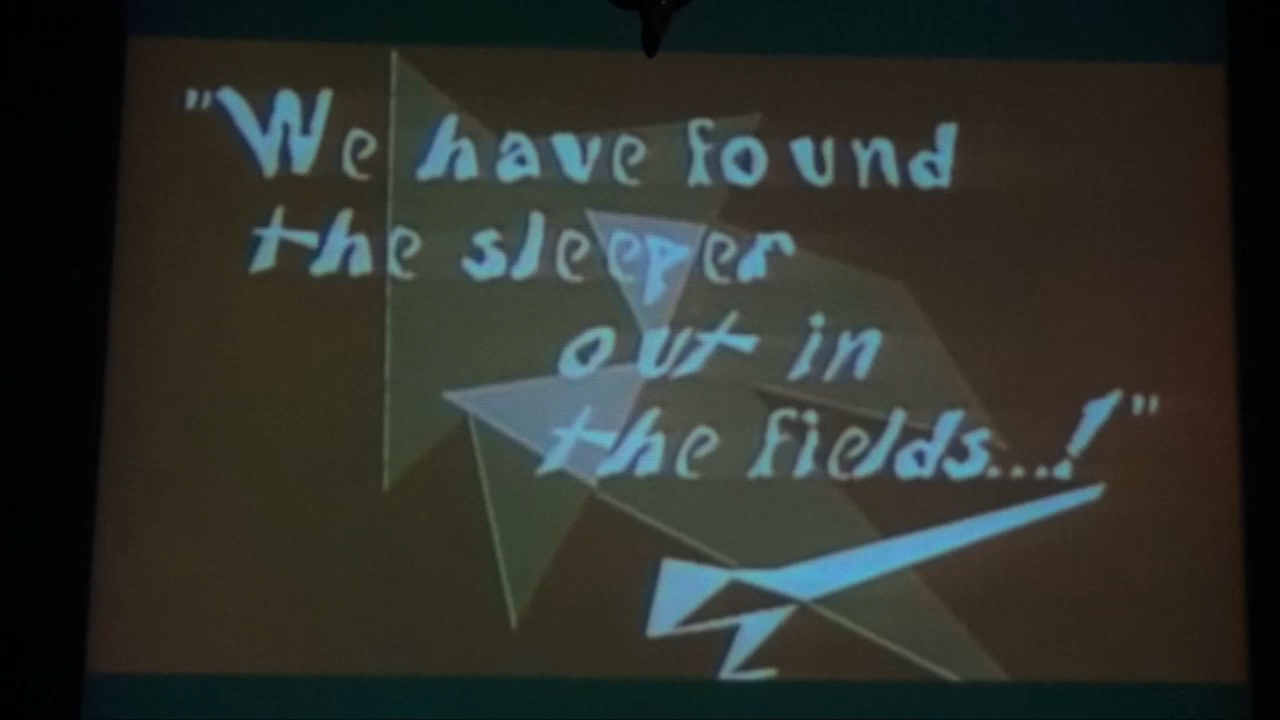 "We have found
the sleeper
out in
the fields...!"